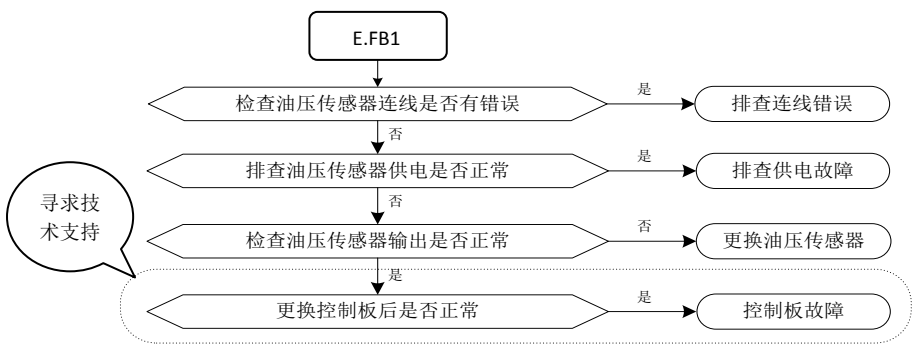 E.FB1
检查油压传感器连线是否有错误
是
排查连线错误
否
排查油压传感器供电是否正常
是
排查供电故障
否
寻求技
术支持
检查油压传感器输出是否正常
否
更换油压传感器
是
更换控制板后是否正常
是
控制板故障